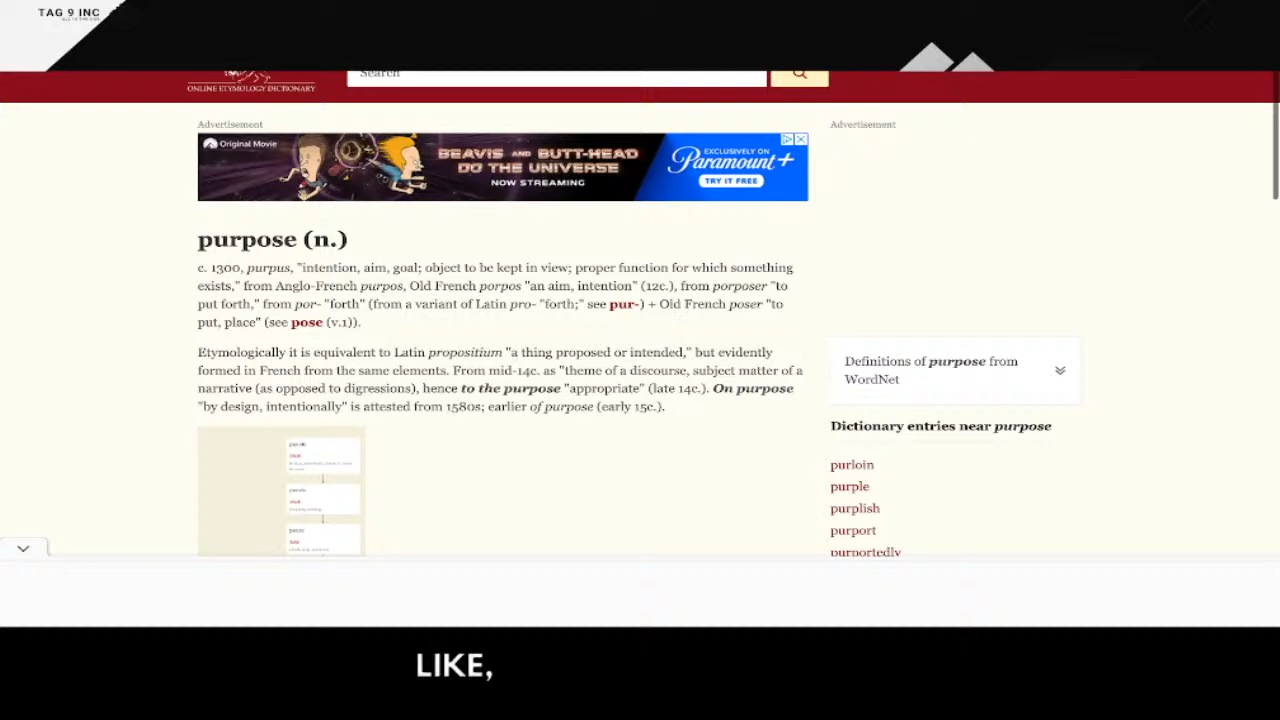 TAG 9 INC
Search
ONLINE ETYMOLOGY DICTIONARY
Advertisement
Advertisement
Original Movie
BEAVIS AND BUTT-HEAD
DO THE UNIVERSE
NOW STREAMING
EXCLUSIVELY ON
Paramount+
TRY IT FREE
purpose (n.)
c. 1300, purpus, "intention, aim, goal; object to be kept in view; proper function for which something
exists," from Anglo-French purpos, Old French porpos "an aim, intention" (12c.), from porposer "to
put forth," from por- "forth" (from a variant of Latin pro- "forth;" see pur-) + Old French poser "to
put, place" (see pose (v.1)).
Etymologically it is equivalent to Latin propositium "a thing proposed or intended," but evidently
formed in French from the same elements. From mid-14c. as "theme of a discourse, subject matter of a
narrative (as opposed to digressions), hence to the purpose "appropriate" (late 14c.). On purpose
"by design, intentionally" is attested from 1580s; earlier of purpose (early 15c.).
Definitions of purpose from
WordNet
Dictionary entries near purpose
purloin
purple
purplish
purport
purportedly
LIKE,